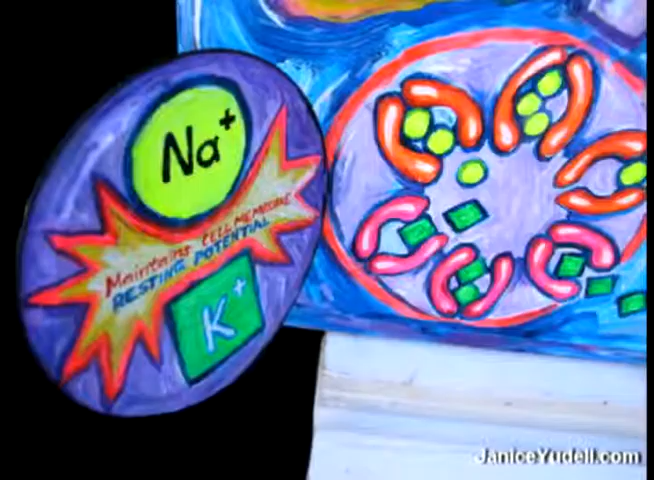 Na+
Maintains CELL MEMBRANE
RESTING POTENTIAL
K+
JaniceYudell.com